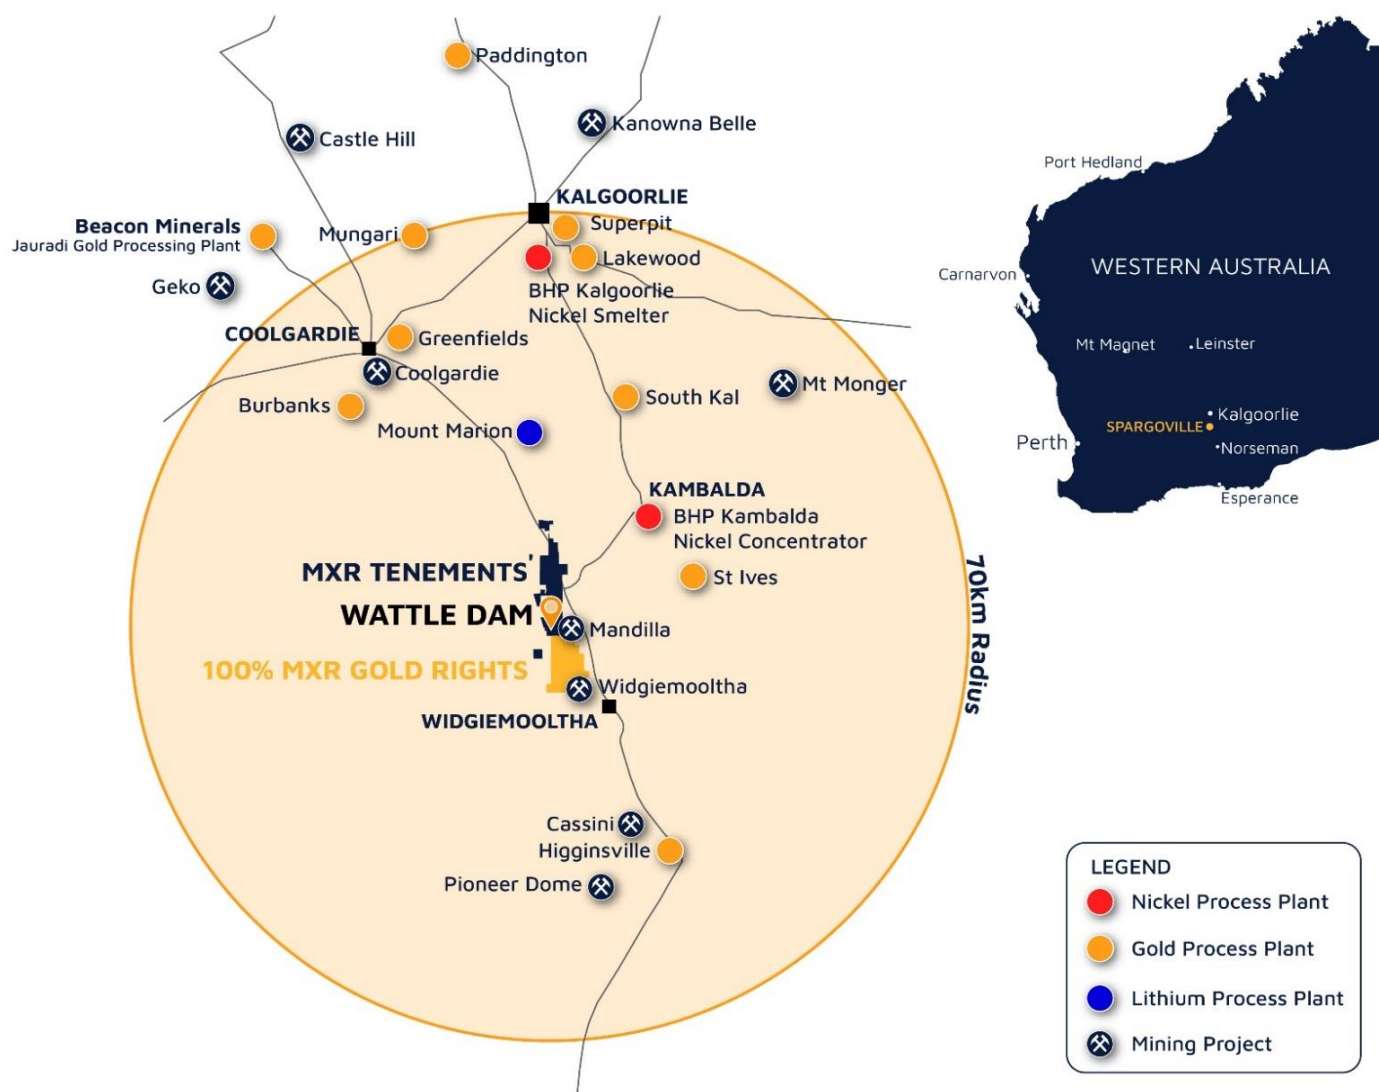 Paddington
Kanowna Belle
Castle Hill
KALGOORLIE
Superpit
Beacon Minerals
Jauradi Gold Processing Plant
Mungari
Lakewood
Geko
BHP Kalgoorlie
Nickel Smelter
COOLGARDIE
Greenfields
Coolgardie
Mt Monger
Burbanks
South Kal
Mount Marion
KAMBALDA
BHP Kambalda
Nickel Concentrator
MXR TENEMENTS'
St Ives
WATTLE DAM
Mandilla
100% MXR GOLD RIGHTS'
Widgiemooltha
WIDGIEMOOLTHA
70km Radius
Cassini
Higginsville
Pioneer Dome
Port Hedland
WESTERN AUSTRALIA
Carnarvon
Mt Magnet
Leinster
Kalgoorlie
SPARGOVILLE
Perth
Norseman
Esperance
LEGEND
Nickel Process Plant
Gold Process Plant
Lithium Process Plant
Mining Project